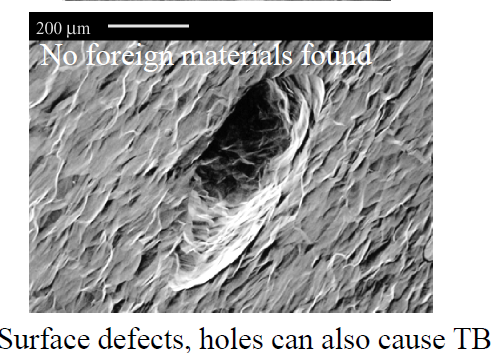 200 μm
No foreign materials found
Surface defects, holes can also cause TB